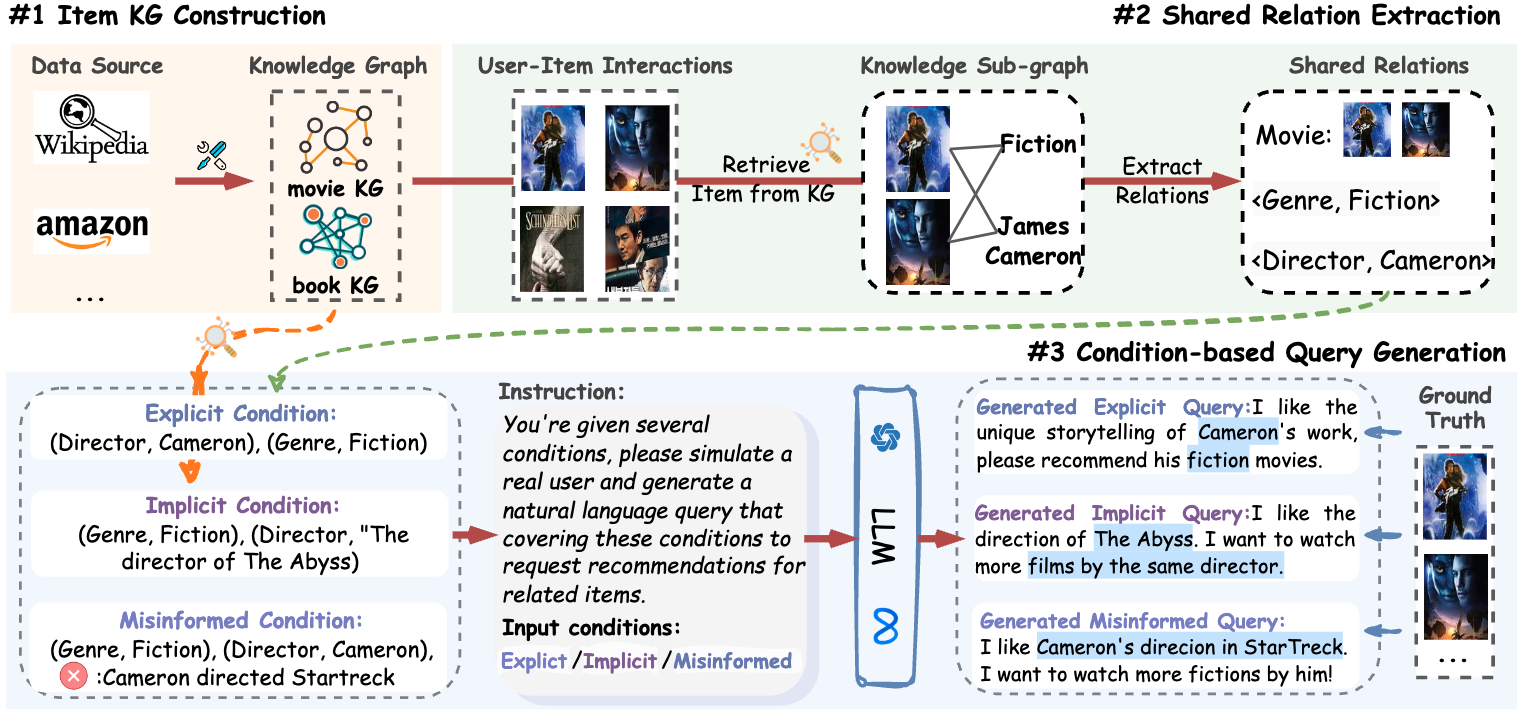 #1 Item KG Construction
#2 Shared Relation Extraction
Data Source
Knowledge Graph
Wikipedia
amazon
...
movie KG
book KG
User-Item Interactions
SCHINDLER'S LIST
Retrieve
Item from KG
Knowledge Sub-graph
Fiction
James
Cameron
Extract
Relations
Shared Relations
Movie:
<Genre, Fiction>
<Director, Cameron>
#3 Condition-based Query Generation
Explicit Condition:
(Director, Cameron), (Genre, Fiction)
Implicit Condition:
(Genre, Fiction), (Director, "The
director of The Abyss)
Misinformed Condition:
(Genre, Fiction), (Director, Cameron),
:Cameron directed Startreck
Instruction:
You're given several
conditions, please simulate a
real user and generate a
natural language query that
covering these conditions to
request recommendations for
related items.
Input conditions:
Explict /Implicit /Misinformed
LLM
Generated Explicit Query:I like the
unique storytelling of Cameron's work,
please recommend his fiction movies.
Generated Implicit Query:I like the
direction of The Abyss. I want to watch
more films by the same director.
Generated Misinformed Query:
I like Cameron's direcion in StarTreck.
I want to watch more fictions by him!
Ground
Truth
...